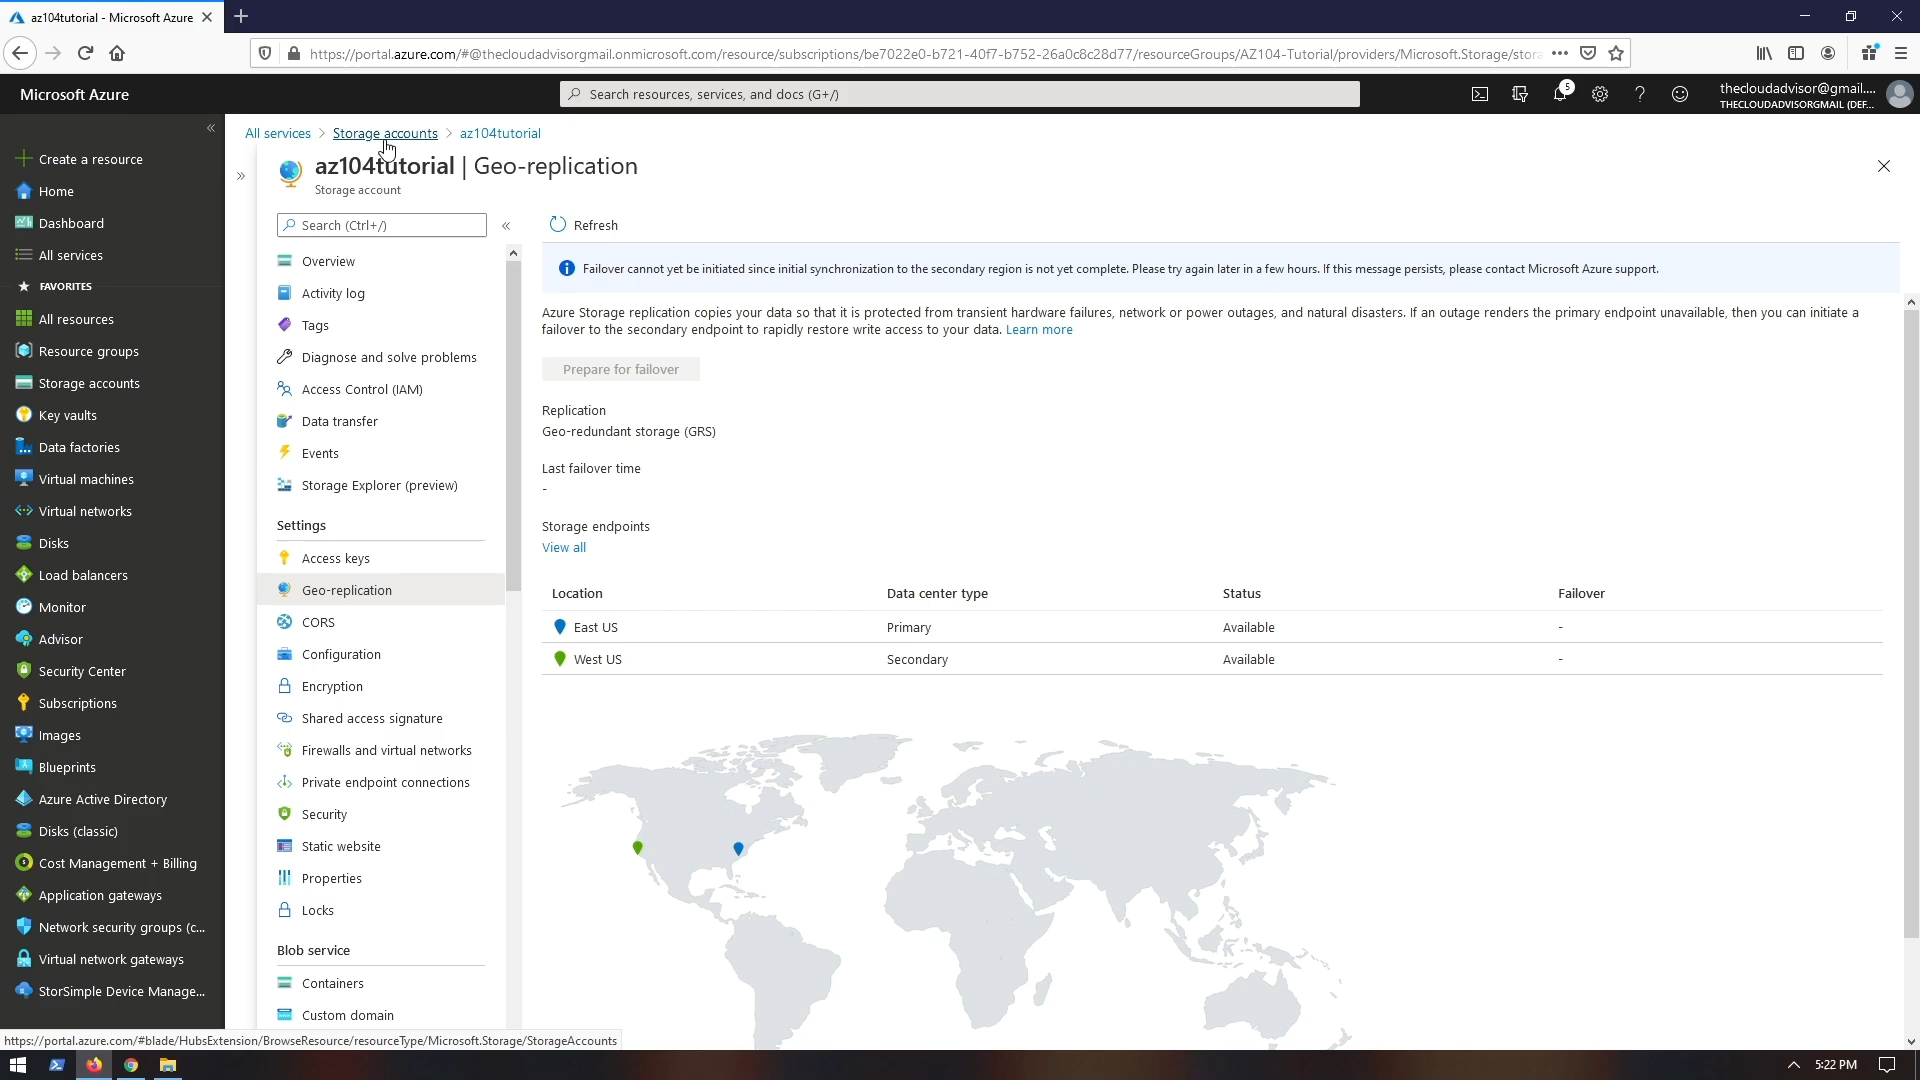 az104tutorial - Microsoft Azure
https://portal.azure.com/#@thecloudadvisorgmail.onmicrosoft.com/resource/subscriptions/be7022e0-b721-40f7-b752-26a0c8c28d77/resourceGroups/AZ104-Tutorial/providers/Microsoft.Storage/stora
Microsoft Azure
Search resources, services, and docs (G+/)
5
thecloudadvisor@gmail....
THECLOUDADVISORGMAIL (DEF...
Create a resource
Home
Dashboard
All services
FAVORITES
All resources
Resource groups
Storage accounts
Key vaults
Data factories
Virtual machines
Virtual networks
Disks
Load balancers
Monitor
Advisor
Security Center
Subscriptions
Images
Blueprints
Azure Active Directory
Disks (classic)
Cost Management + Billing
Application gateways
Network security groups (c...
Virtual network gateways
StorSimple Device Manage...
All services > Storage accounts > az104tutorial
az104tutorial | Geo-replication
Storage account
Search (Ctrl+/)
Overview
Activity log
Tags
Diagnose and solve problems
Access Control (IAM)
Data transfer
Events
Storage Explorer (preview)
Settings
Access keys
Geo-replication
CORS
Configuration
Encryption
Shared access signature
Firewalls and virtual networks
Private endpoint connections
Security
Static website
Properties
Locks
Blob service
Containers
Custom domain
Refresh
Failover cannot yet be initiated since initial synchronization to the secondary region is not yet complete. Please try again later in a few hours. If this message persists, please contact Microsoft Azure support.
Azure Storage replication copies your data so that it is protected from transient hardware failures, network or power outages, and natural disasters. If an outage renders the primary endpoint unavailable, then you can initiate a
failover to the secondary endpoint to rapidly restore write access to your data. Learn more
Prepare for failover
Replication
Geo-redundant storage (GRS)
Last failover time
-
Storage endpoints
View all
Location Data center type Status Failover
East US Primary Available -
West US Secondary Available -
https://portal.azure.com/#blade/HubsExtension/BrowseResource/resourceType/Microsoft.Storage/StorageAccounts
5:22 PM